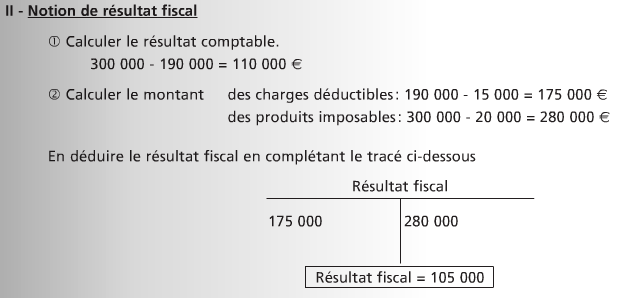 II - Notion de résultat fiscal
① Calculer le résultat comptable.
300 000 - 190 000 = 110 000 €
② Calculer le montant des charges déductibles: 190 000 - 15 000 = 175 000 €
des produits imposables: 300 000 - 20 000 = 280 000 €
En déduire le résultat fiscal en complétant le tracé ci-dessous
Résultat fiscal
175 000 280 000
Résultat fiscal = 105 000